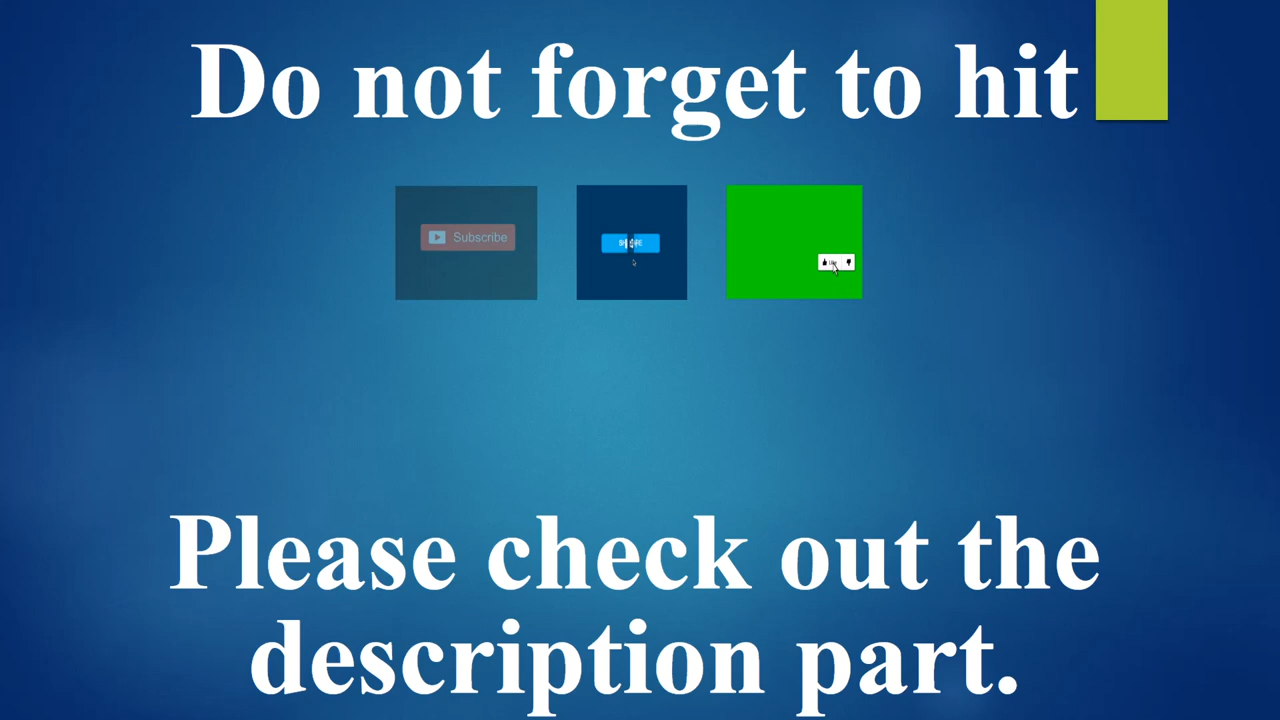 Do not forget to hit
Subscribe
Please check out the
description part.